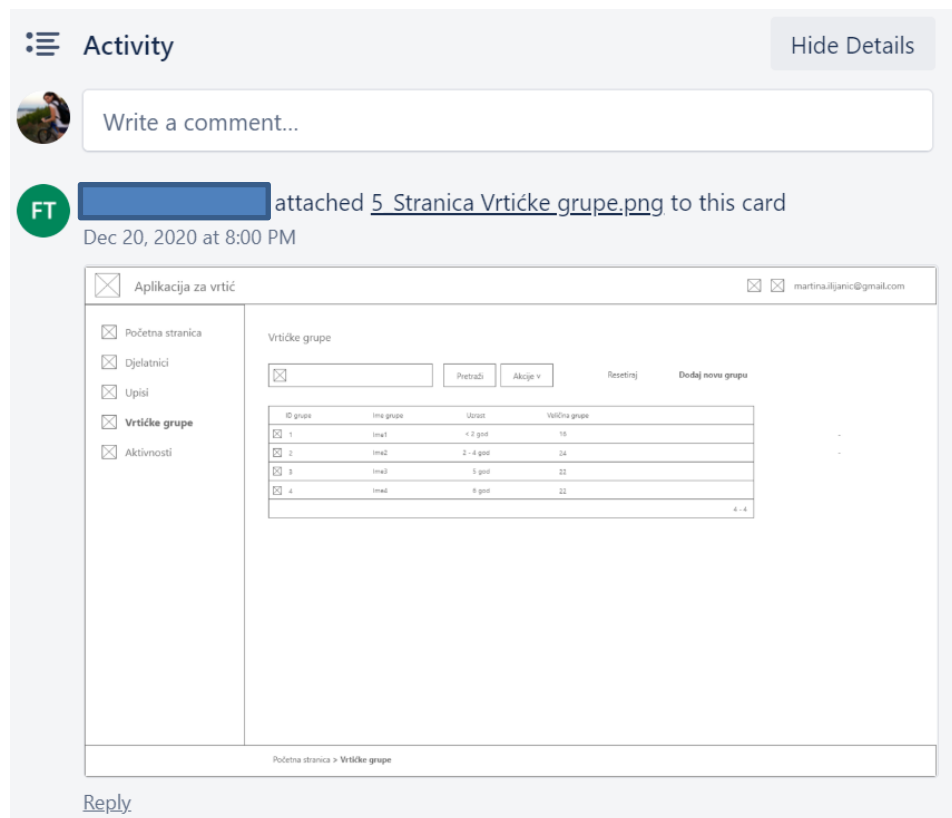 Activity
Hide Details
Write a comment...
FT
attached 5_Stranica Vrtićke grupe.png to this card
Dec 20, 2020 at 8:00 PM
Aplikacija za vrtić
martina.ilijanic@gmail.com
Početna stranica
Djelatnici
Upisi
Vrtićke grupe
Aktivnosti
Vrtićke grupe
Pretraži Akcije v Resetiraj Dodaj novu grupu
ID grupe Ime grupe Uzrast Veličina grupe
1 Ime1 < 2 god 18
2 Ime2 2 - 4 god 24
3 Ime3 5 god 22
4 Ime4 6 god 22
4 - 4
Početna stranica > Vrtićke grupe
Reply